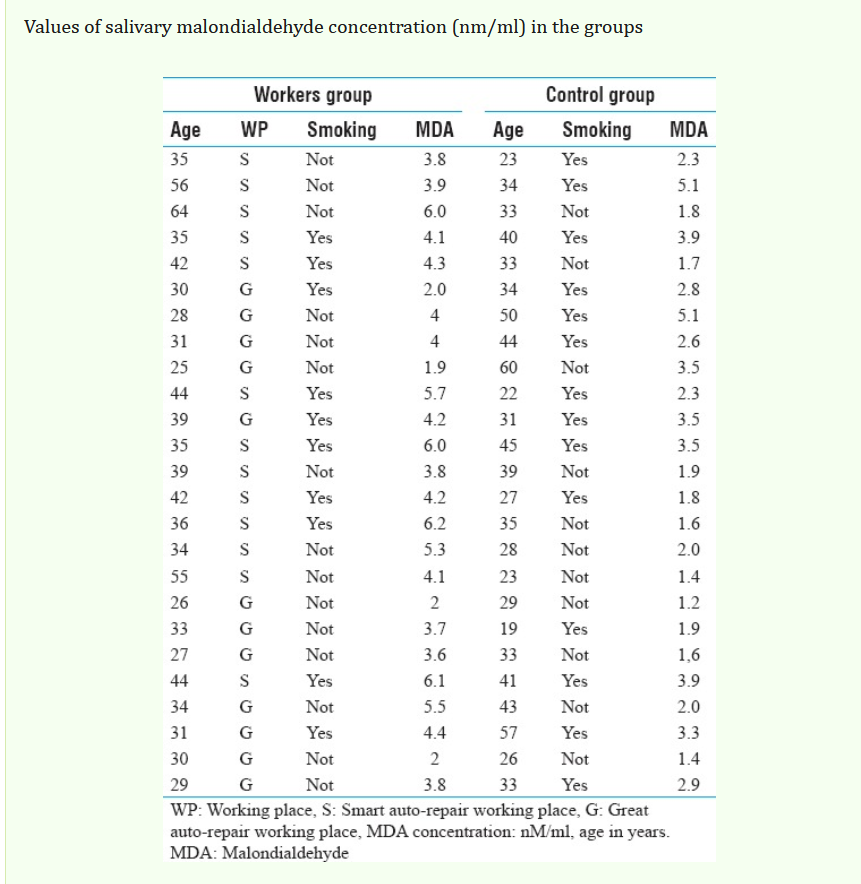 Values of salivary malondialdehyde concentration (nm/ml) in the groups
Workers group Control group
Age WP Smoking MDA Age Smoking MDA
35 S Not 3.8 23 Yes 2.3
56 S Not 3.9 34 Yes 5.1
64 S Not 6.0 33 Not 1.8
35 S Yes 4.1 40 Yes 3.9
42 S Yes 4.3 33 Not 1.7
30 G Yes 2.0 34 Yes 2.8
28 G Not 4 50 Yes 5.1
31 G Not 4 44 Yes 2.6
25 G Not 1.9 60 Not 3.5
44 S Yes 5.7 22 Yes 2.3
39 G Yes 4.2 31 Yes 3.5
35 S Yes 6.0 45 Yes 3.5
39 S Not 3.8 39 Not 1.9
42 S Yes 4.2 27 Yes 1.8
36 S Yes 6.2 35 Not 1.6
34 S Not 5.3 28 Not 2.0
55 S Not 4.1 23 Not 1.4
26 G Not 2 29 Not 1.2
33 G Not 3.7 19 Yes 1.9
27 G Not 3.6 33 Not 1,6
44 S Yes 6.1 41 Yes 3.9
34 G Not 5.5 43 Not 2.0
31 G Yes 4.4 57 Yes 3.3
30 G Not 2 26 Not 1.4
29 G Not 3.8 33 Yes 2.9
WP: Working place, S: Smart auto-repair working place, G: Great
auto-repair working place, MDA concentration: nM/ml, age in years.
MDA: Malondialdehyde